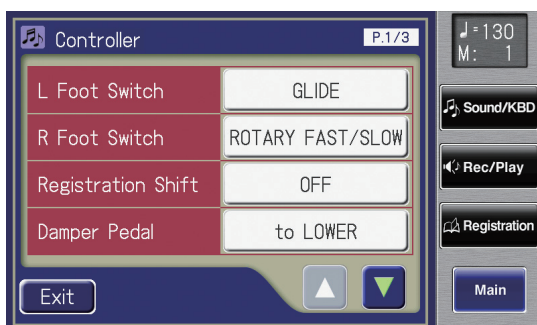 Controller P.1/3
L Foot Switch GLIDE
R Foot Switch ROTARY FAST/SLOW
Registration Shift OFF
Damper Pedal to LOWER
Exit
♩=130
M: 1
Sound/KBD
Rec/Play
Registration
Main